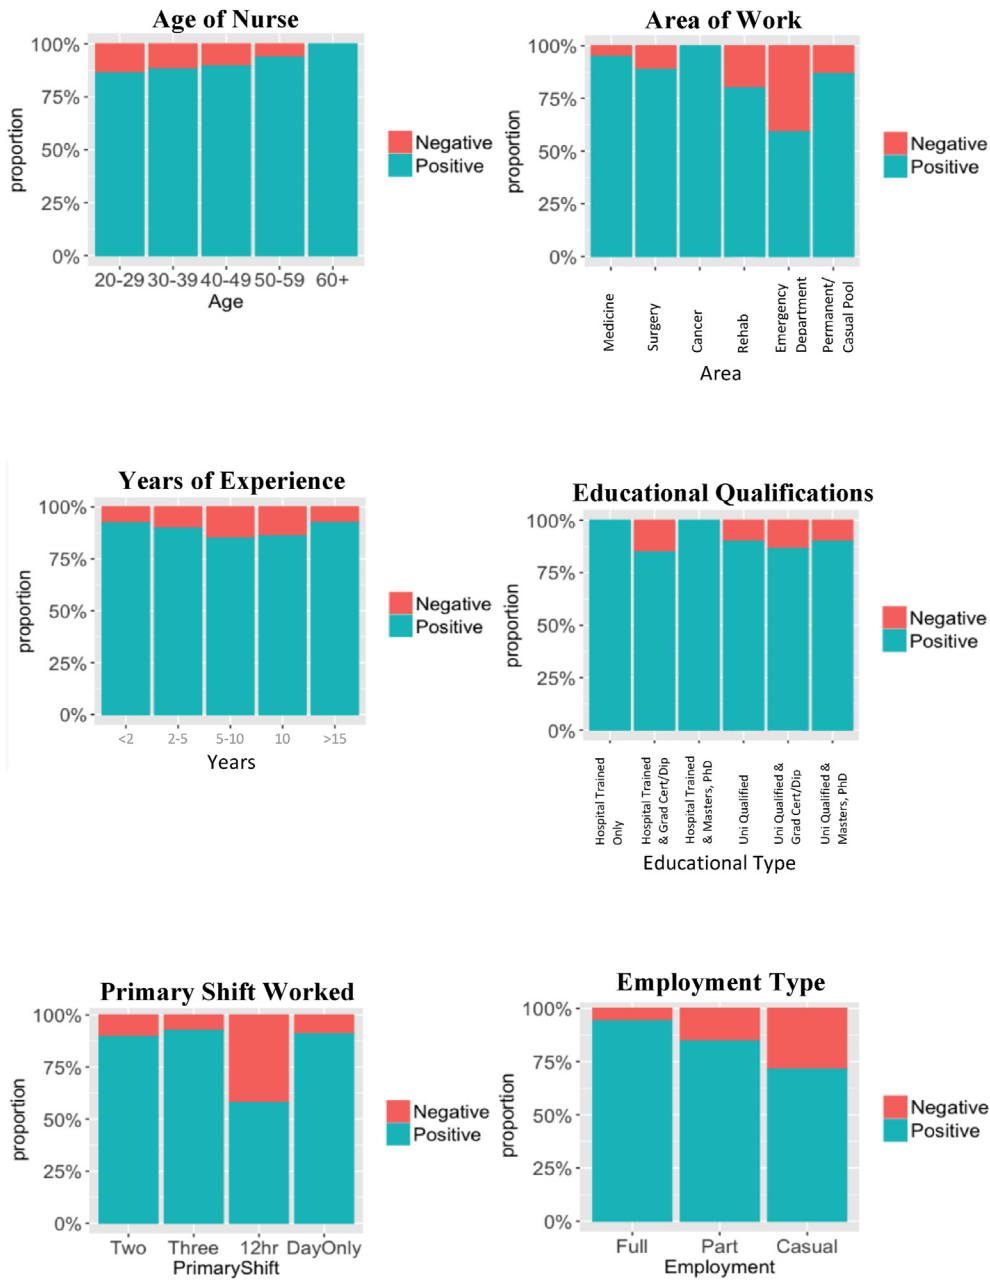 Age of Nurse
100%
75%
50%
25%
0%
proportion
20-29 30-39 40-49 50-59 60+
Age
Negative
Positive
Area of Work
100%
75%
50%
25%
0%
proportion
Medicine
Surgery
Cancer
Rehab
Emergency
Department
Permanent/
Casual Pool
Area
Negative
Positive
Years of Experience
100%
75%
50%
25%
0%
proportion
<2 2-5 5-10 10 >15
Years
Negative
Positive
Educational Qualifications
100%
75%
50%
25%
0%
proportion
Hospital Trained
Only
Hospital Trained
& Grad Cert/Dip
Hospital Trained
& Masters, PhD
Uni Qualified
Uni Qualified &
Grad Cert/Dip
Uni Qualified &
Masters, PhD
Educational Type
Negative
Positive
Primary Shift Worked
100%
75%
50%
25%
0%
proportion
Two Three 12hr DayOnly
PrimaryShift
Negative
Positive
Employment Type
100%
75%
50%
25%
0%
proportion
Full Part Casual
Employment
Negative
Positive